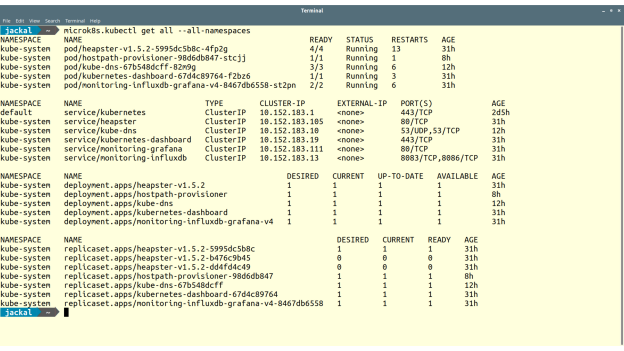 Terminal
File Edit View Search Terminal Help
jackal ~ microk8s.kubectl get all --all-namespaces
NAMESPACE NAME READY STATUS RESTARTS AGE
kube-system pod/heapster-v1.5.2-5995dc5b8c-4fp2g 4/4 Running 13 31h
kube-system pod/hostpath-provisioner-98d6db847-stcjj 1/1 Running 1 8h
kube-system pod/kube-dns-67b548dcff-82m9g 3/3 Running 6 12h
kube-system pod/kubernetes-dashboard-67d4c89764-f2bz6 1/1 Running 3 31h
kube-system pod/monitoring-influxdb-grafana-v4-8467db6558-st2pn 2/2 Running 6 31h
NAMESPACE NAME TYPE CLUSTER-IP EXTERNAL-IP PORT(S) AGE
default service/kubernetes ClusterIP 10.152.183.1 <none> 443/TCP 2d5h
kube-system service/heapster ClusterIP 10.152.183.105 <none> 80/TCP 31h
kube-system service/kube-dns ClusterIP 10.152.183.10 <none> 53/UDP,53/TCP 12h
kube-system service/kubernetes-dashboard ClusterIP 10.152.183.19 <none> 443/TCP 31h
kube-system service/monitoring-grafana ClusterIP 10.152.183.111 <none> 80/TCP 31h
kube-system service/monitoring-influxdb ClusterIP 10.152.183.13 <none> 8083/TCP,8086/TCP 31h
NAMESPACE NAME DESIRED CURRENT UP-TO-DATE AVAILABLE AGE
kube-system deployment.apps/heapster-v1.5.2 1 1 1 1 31h
kube-system deployment.apps/hostpath-provisioner 1 1 1 1 8h
kube-system deployment.apps/kube-dns 1 1 1 1 12h
kube-system deployment.apps/kubernetes-dashboard 1 1 1 1 31h
kube-system deployment.apps/monitoring-influxdb-grafana-v4 1 1 1 1 31h
NAMESPACE NAME DESIRED CURRENT READY AGE
kube-system replicaset.apps/heapster-v1.5.2-5995dc5b8c 1 1 1 31h
kube-system replicaset.apps/heapster-v1.5.2-b476c9b45 0 0 0 31h
kube-system replicaset.apps/heapster-v1.5.2-dd4fd4c49 0 0 0 31h
kube-system replicaset.apps/hostpath-provisioner-98d6db847 1 1 1 8h
kube-system replicaset.apps/kube-dns-67b548dcff 1 1 1 12h
kube-system replicaset.apps/kubernetes-dashboard-67d4c89764 1 1 1 31h
kube-system replicaset.apps/monitoring-influxdb-grafana-v4-8467db6558 1 1 1 31h
jackal ~